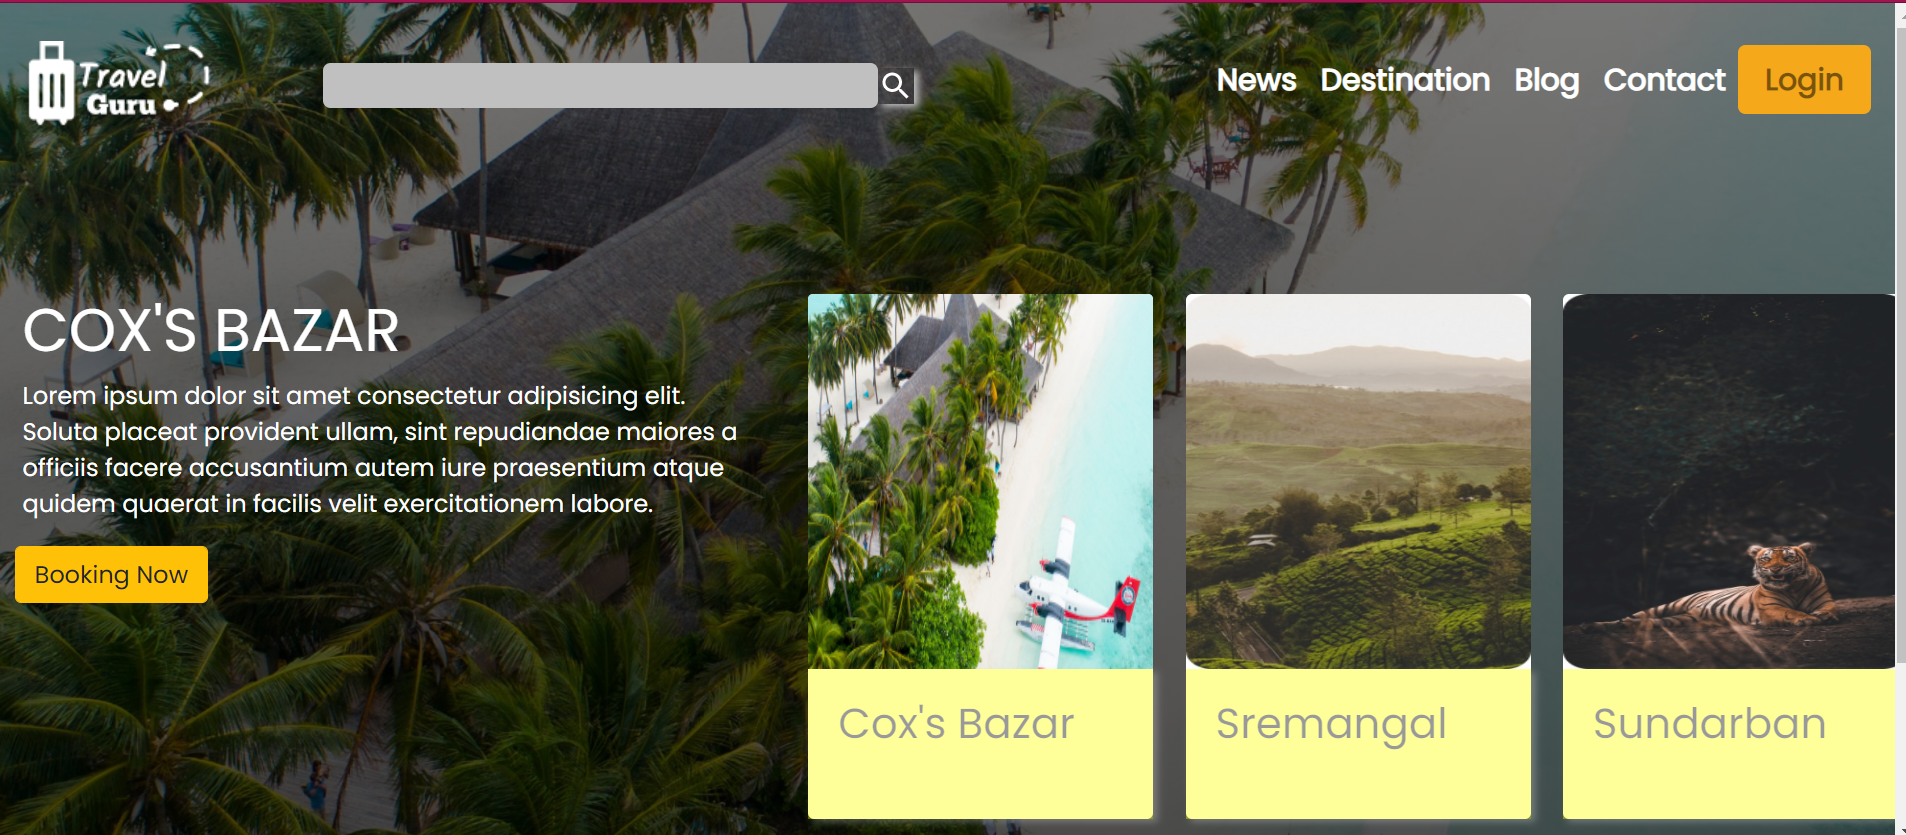 Travel
Guru
News Destination Blog Contact Login
COX'S BAZAR
Lorem ipsum dolor sit amet consectetur adipisicing elit.
Soluta placeat provident ullam, sint repudiandae maiores a
officiis facere accusantium autem iure praesentium atque
quidem quaerat in facilis velit exercitationem labore.
Booking Now
Cox's Bazar
Sremangal
Sundarban